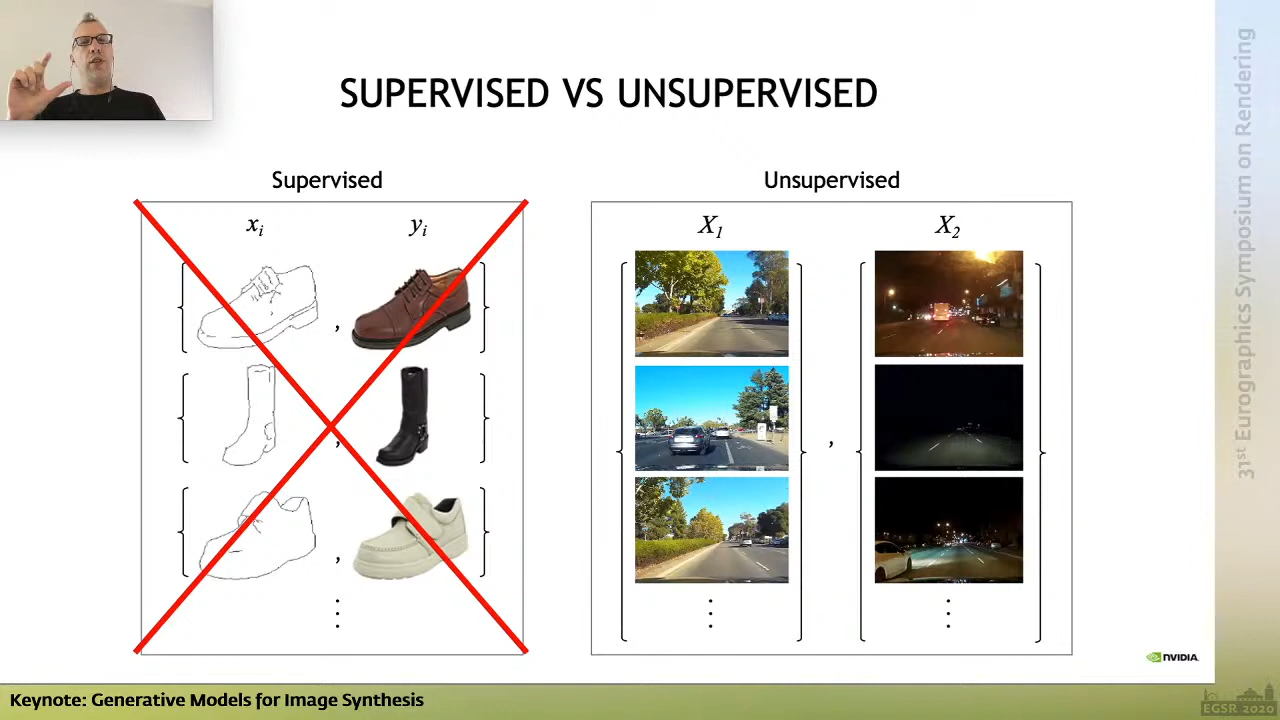 SUPERVISED VS UNSUPERVISED
Supervised
xi
yi
,
,
,
Unsupervised
X1
X2
,
NVIDIA.
Keynote: Generative Models for Image Synthesis
31st Eurographics Symposium on Rendering
EGSR 2020